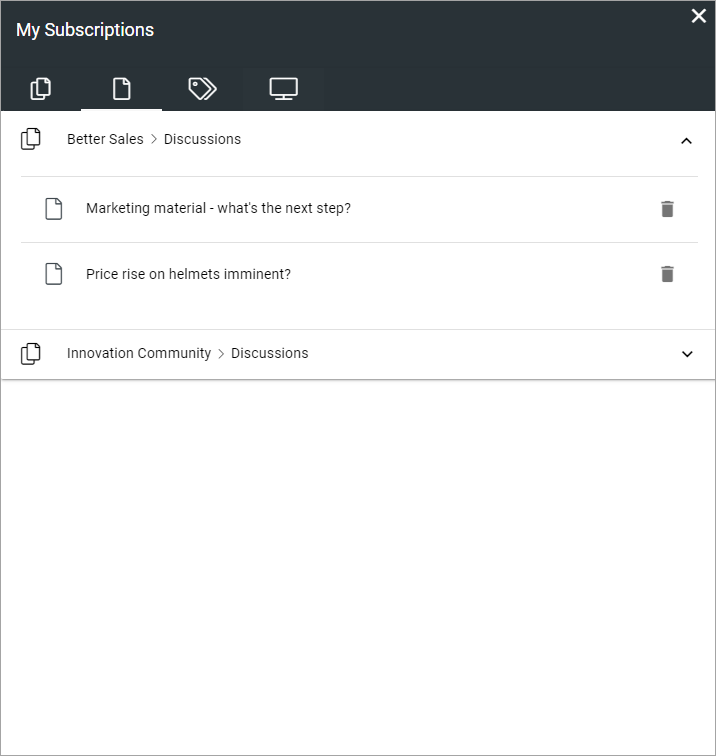 My Subscriptions
Better Sales > Discussions
Marketing material - what's the next step?
Price rise on helmets imminent?
Innovation Community > Discussions